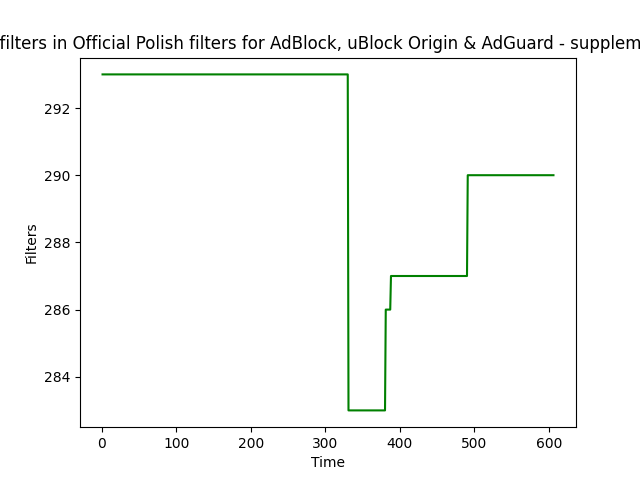 filters in Official Polish filters for AdBlock, uBlock Origin & AdGuard - supplem
292
290
288
286
284
Filters
0 100 200 300 400 500 600
Time